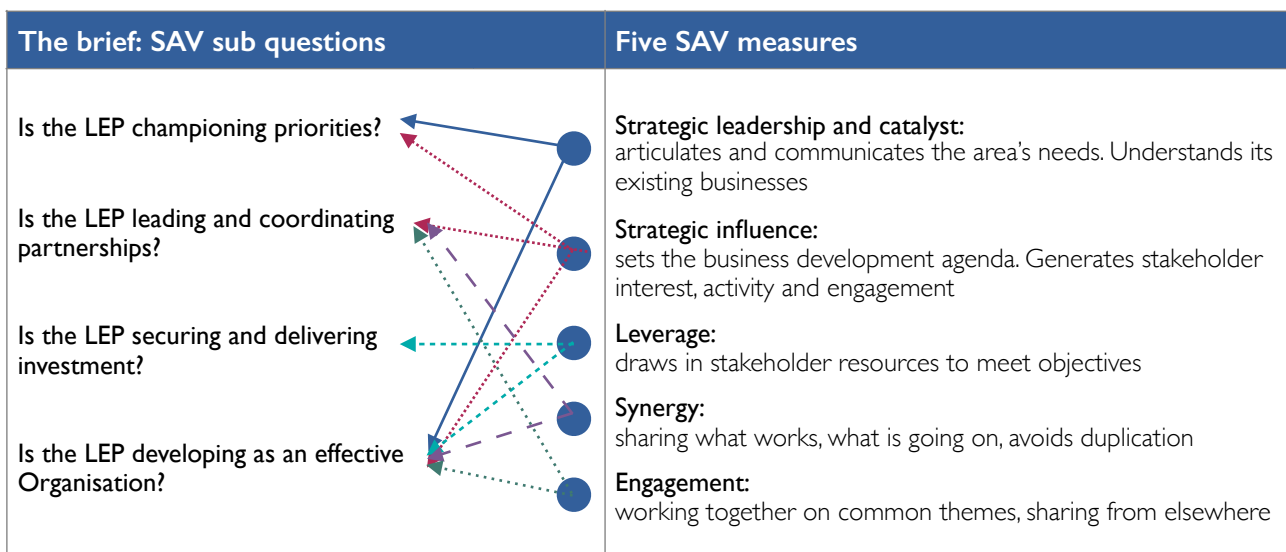 The brief: SAV sub questions
Five SAV measures
Is the LEP championing priorities?
Is the LEP leading and coordinating
partnerships?
Is the LEP securing and delivering
investment?
Is the LEP developing as an effective
Organisation?
Strategic leadership and catalyst:
articulates and communicates the area’s needs. Understands its
existing businesses
Strategic influence:
sets the business development agenda. Generates stakeholder
interest, activity and engagement
Leverage:
draws in stakeholder resources to meet objectives
Synergy:
sharing what works, what is going on, avoids duplication
Engagement:
working together on common themes, sharing from elsewhere